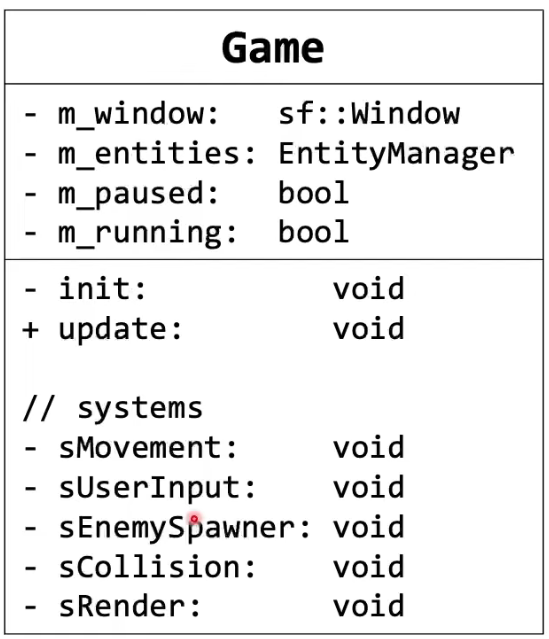 Game
- m_window: sf::Window
- m_entities: EntityManager
- m_paused: bool
- m_running: bool
- init: void
+ update: void
// systems
- sMovement: void
- sUserInput: void
- sEnemySpawner: void
- sCollision: void
- sRender: void